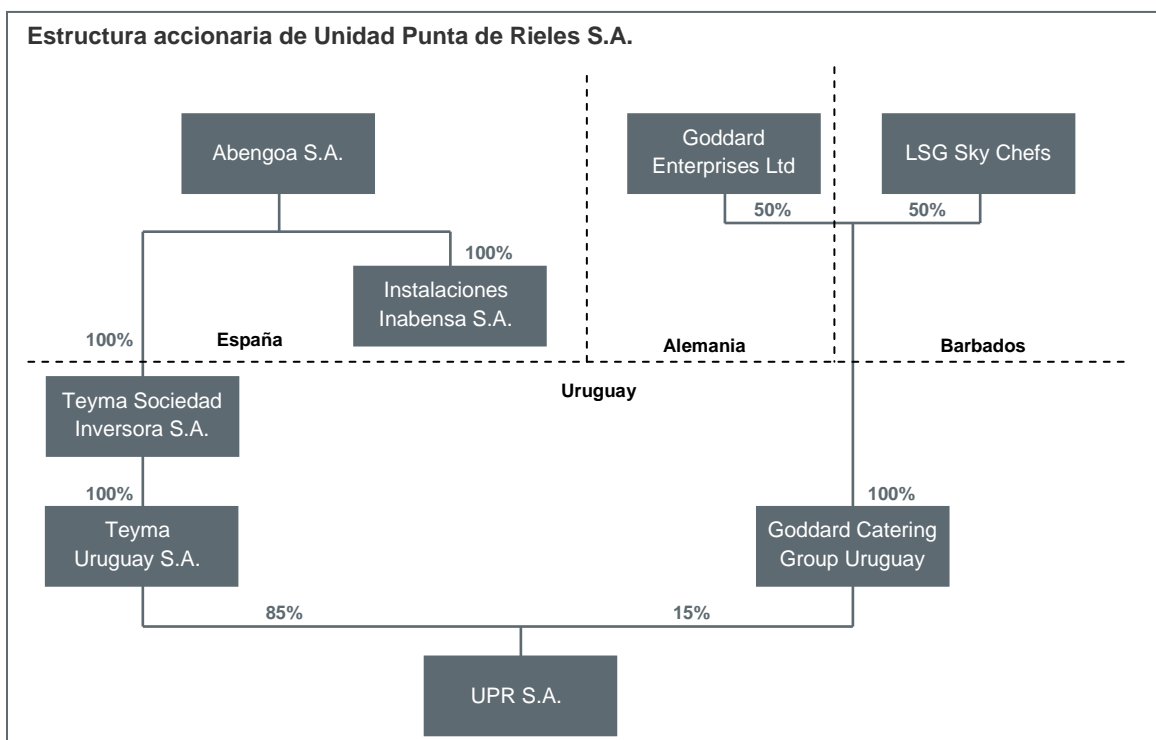 Estructura accionaria de Unidad Punta de Rieles S.A.
Abengoa S.A.
Goddard
Enterprises Ltd
LSG Sky Chefs
50%
50%
100%
Instalaciones
Inabensa S.A.
100%
España
Alemania
Barbados
Uruguay
Teyma Sociedad
Inversora S.A.
100%
100%
Teyma
Uruguay S.A.
Goddard Catering
Group Uruguay
85%
15%
UPR S.A.